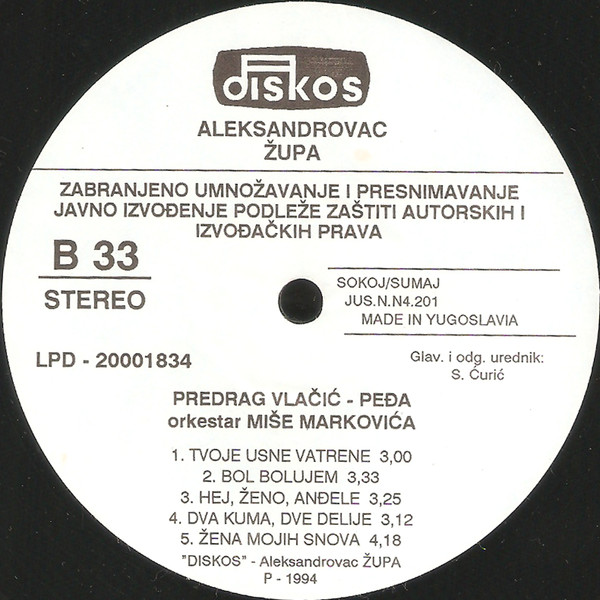 diskos
ALEKSANDROVAC
ŽUPA
ZABRANJENO UMNOŽAVANJE I PRESNIMAVANJE
JAVNO IZVOĐENJE PODLEŽE ZAŠTITI AUTORSKIH I
IZVOĐAČKIH PRAVA
B 33
STEREO
SOKOJ/SUMAJ
JUS.N.N4.201
MADE IN YUGOSLAVIA
LPD - 20001834
Glav. i odg. urednik:
S. Ćurić
PREDRAG VLAČIĆ - PEĐA
orkestar MIŠE MARKOVIĆA
1. TVOJE USNE VATRENE 3,00
2. BOL BOLUJEM 3,33
3. HEJ, ŽENO, ANĐELE 3,25
4. DVA KUMA, DVE DELIJE 3,12
5. ŽENA MOJIH SNOVA 4,18
"DISKOS" - Aleksandrovac ŽUPA
P - 1994